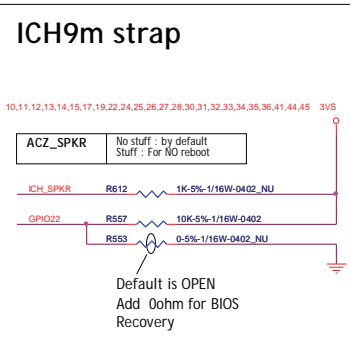 ICH9m strap
10,11,12,13,14,15,17,19,22,24,25,26,27,28,30,31,32,33,34,35,36,41,44,45 3VS
ACZ_SPKR No stuff : by default
Stuff : For NO reboot
ICH_SPKR R612 1K-5%-1/16W-0402_NU
GPIO22 R557 10K-5%-1/16W-0402
R553 0-5%-1/16W-0402_NU
Default is OPEN
Add 0ohm for BIOS
Recovery